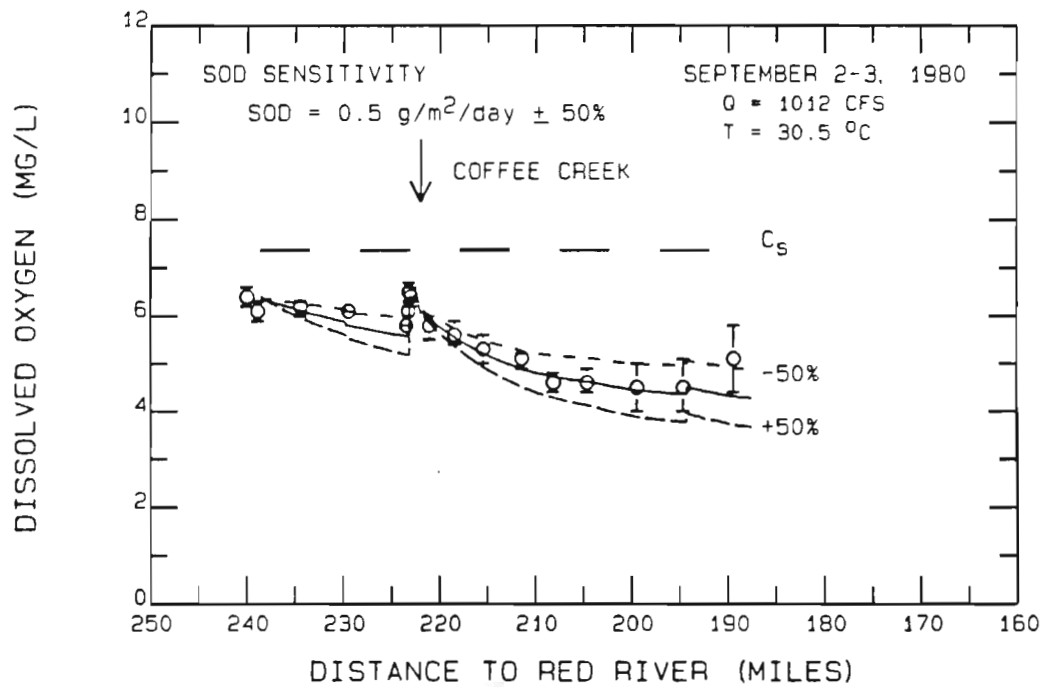 12
10
8
6
4
2
0
DISSOLVED OXYGEN (MG/L)
SOD SENSITIVITY
SOD = 0.5 g/m²/day ± 50%
SEPTEMBER 2-3, 1980
Q = 1012 CFS
T = 30.5 °C
COFFEE CREEK
Cs
-50%
+50%
250 240 230 220 210 200 190 180 170 160
DISTANCE TO RED RIVER (MILES)